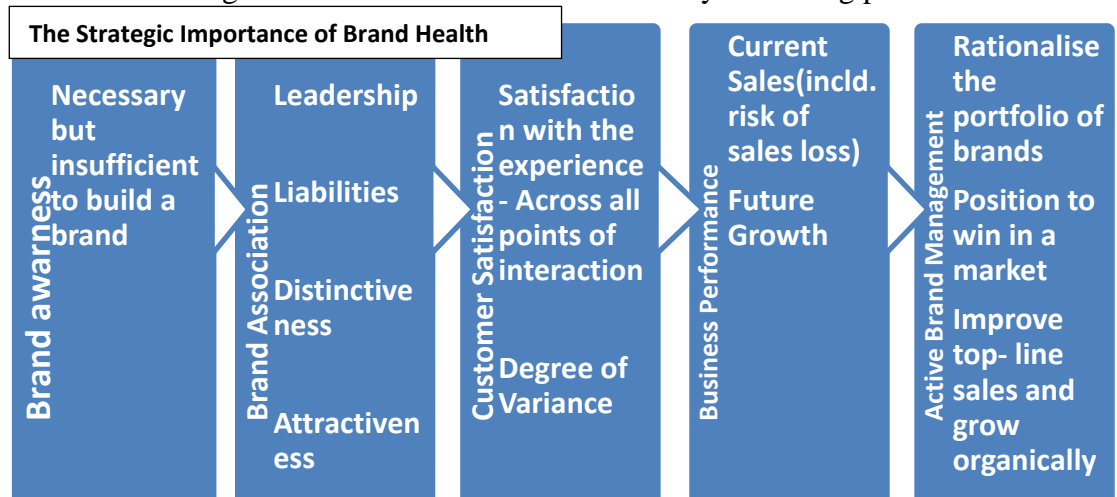 The Strategic Importance of Brand Health
Brand awarness
Necessary
but
insufficient
to build a
brand
Brand Association
Leadership
Liabilities
Distinctive
ness
Attractiven
ess
Customer Satisfaction
Satisfactio
n with the
experience
- Across all
points of
interaction
Degree of
Variance
Business Performance
Current
Sales(incld.
risk of
sales loss)
Future
Growth
Active Brand Management
Rationalise
the
portfolio of
brands
Position to
win in a
market
Improve
top- line
sales and
grow
organically